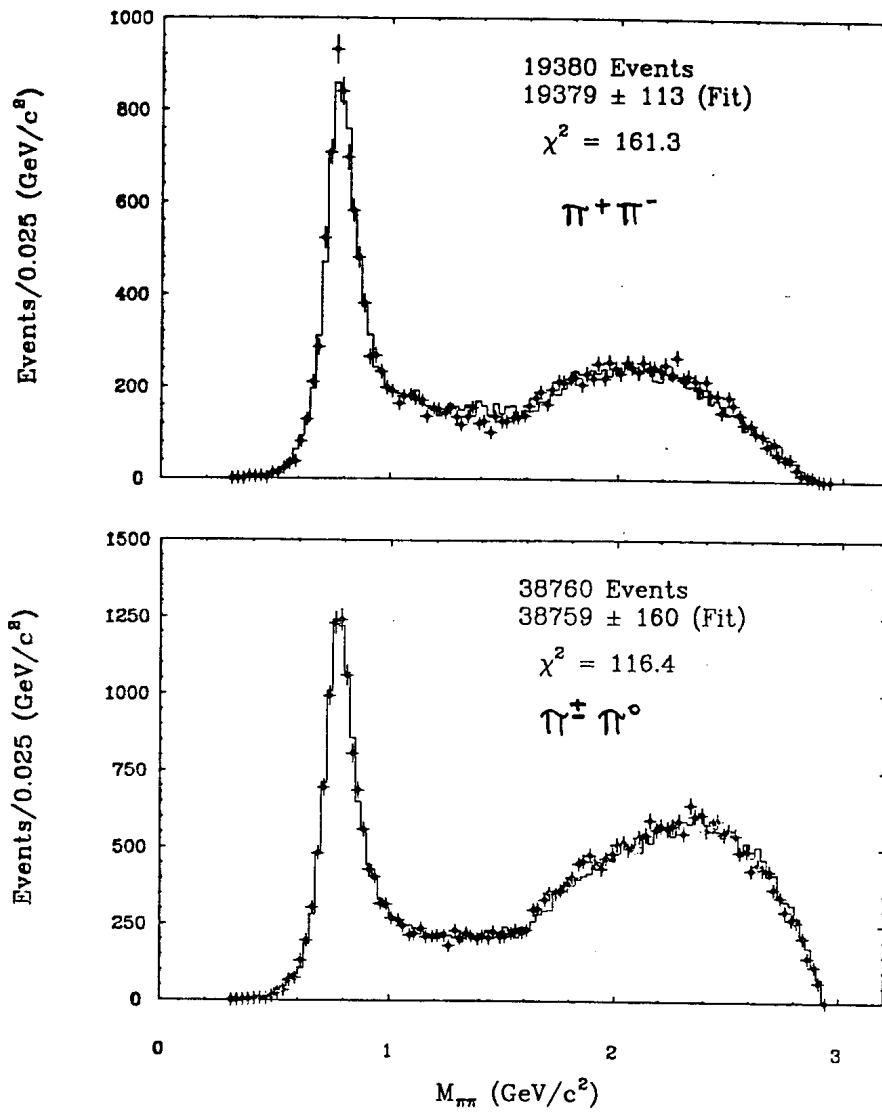 1000
800
600
400
200
0
Events/0.025 (GeV/c²)
19380 Events
19379 ± 113 (Fit)
χ² = 161.3
π⁺π⁻
1500
1250
1000
750
500
250
0
Events/0.025 (GeV/c²)
38760 Events
38759 ± 160 (Fit)
χ² = 116.4
π± π⁰
0 1 2 3
Mππ (GeV/c²)